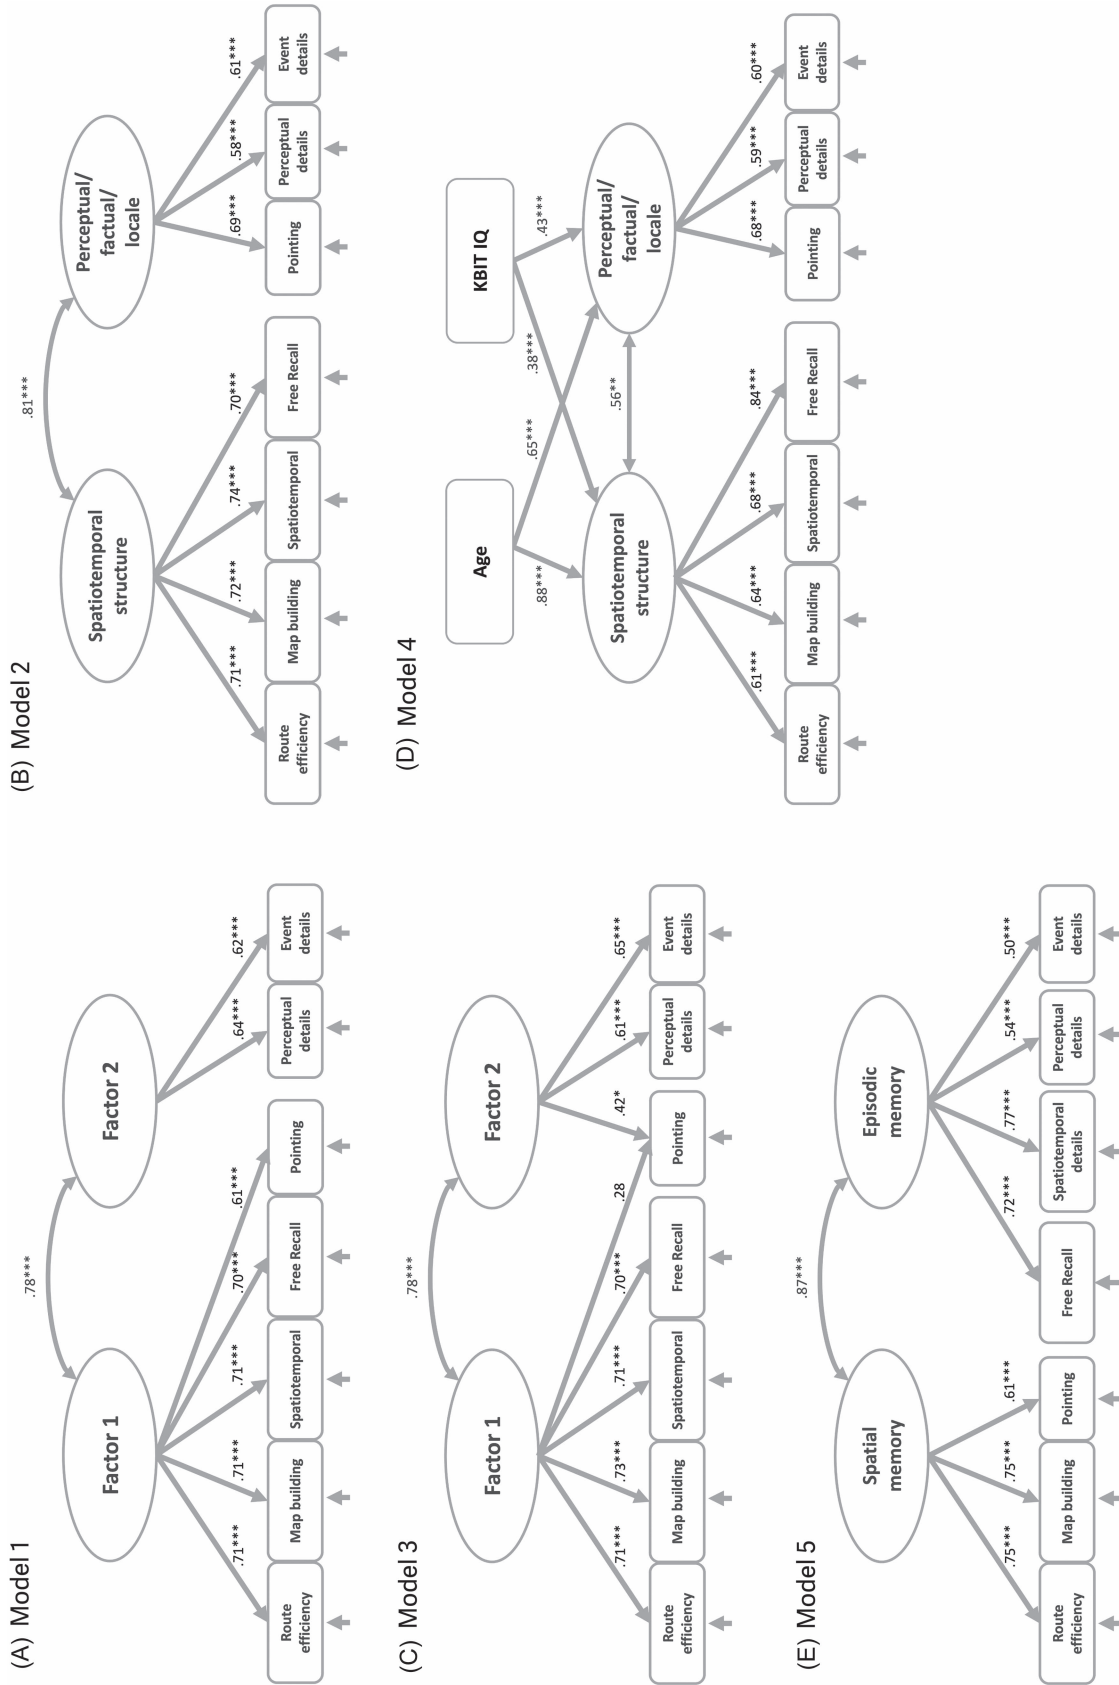 (A) Model 1
.78***
Factor 1
Factor 2
.71***
.71***
.71***
.70***
.61***
.64***
.62***
Route
efficiency
Map building
Spatiotemporal
Free Recall
Pointing
Perceptual
details
Event
details
(B) Model 2
.81***
Spatiotemporal
structure
Perceptual/
factual/
locale
.71***
.72***
.74***
.70***
.69***
.58***
.61***
Route
efficiency
Map building
Spatiotemporal
Free Recall
Pointing
Perceptual
details
Event
details
(C) Model 3
.78***
Factor 1
Factor 2
.71***
.73***
.71***
.70***
.28
.42*
.61***
.65***
Route
efficiency
Map building
Spatiotemporal
Free Recall
Pointing
Perceptual
details
Event
details
(D) Model 4
Age
KBIT IQ
.88***
.65***
.38***
.43***
Spatiotemporal
structure
.56**
Perceptual/
factual/
locale
.61***
.64***
.68***
.84***
.68***
.59***
.60***
Route
efficiency
Map building
Spatiotemporal
Free Recall
Pointing
Perceptual
details
Event
details
(E) Model 5
.87***
Spatial
memory
Episodic
memory
.75***
.75***
.61***
.72***
.77***
.54***
.50***
Route
efficiency
Map building
Pointing
Free Recall
Spatiotemporal
details
Perceptual
details
Event
details